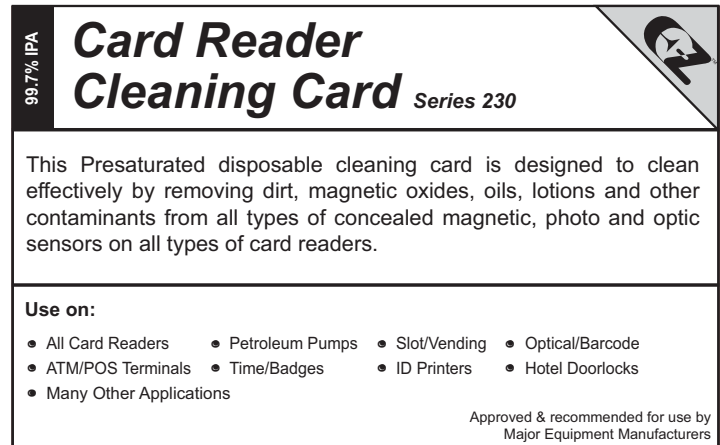 99.7% IPA
Card Reader
Cleaning Card Series 230
This Presaturated disposable cleaning card is designed to clean
effectively by removing dirt, magnetic oxides, oils, lotions and other
contaminants from all types of concealed magnetic, photo and optic
sensors on all types of card readers.
Use on:
All Card Readers
Petroleum Pumps
Slot/Vending
Optical/Barcode
ATM/POS Terminals
Time/Badges
ID Printers
Hotel Doorlocks
Many Other Applications
Approved & recommended for use by
Major Equipment Manufacturers